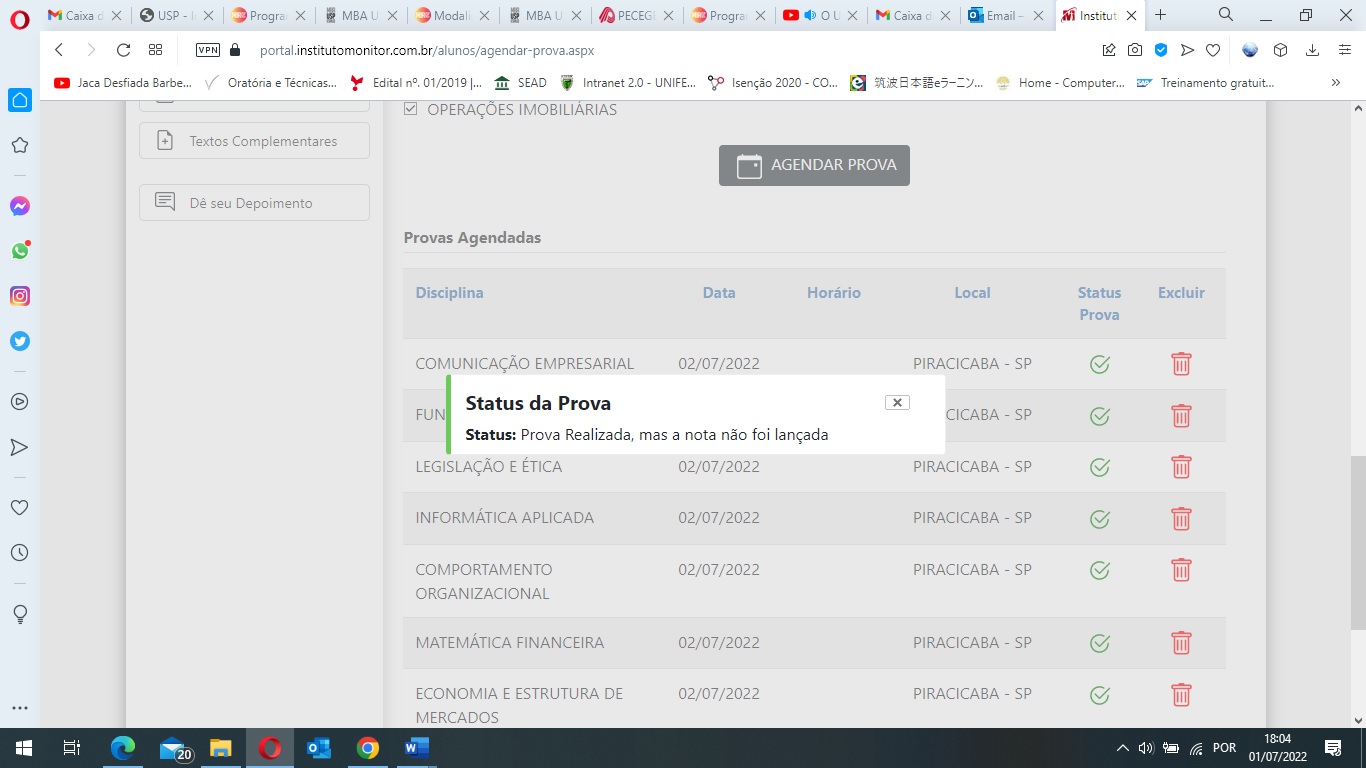 Caixa d
USP - I
Progra
MBA U
Modali
MBA U
PECEG
Progra
O U
Caixa d
Email –
Institut
VPN
portal.institutomonitor.com.br/alunos/agendar-prova.aspx
Jaca Desfiada Barbe...
Oratória e Técnicas...
Edital nº. 01/2019 |...
SEAD
Intranet 2.0 - UNIFE...
Isenção 2020 - CO...
筑波日本語eラーニン...
Home - Computer...
Treinamento gratuit...
»
OPERAÇÕES IMOBILIÁRIAS
Textos Complementares
AGENDAR PROVA
Dê seu Depoimento
Provas Agendadas
Disciplina Data Horário Local Status Prova Excluir
COMUNICAÇÃO EMPRESARIAL 02/07/2022 PIRACICABA - SP
Status da Prova
Status: Prova Realizada, mas a nota não foi lançada
FUN CICABA - SP
LEGISLAÇÃO E ÉTICA 02/07/2022 PIRACICABA - SP
INFORMÁTICA APLICADA 02/07/2022 PIRACICABA - SP
COMPORTAMENTO 02/07/2022 PIRACICABA - SP
ORGANIZACIONAL
MATEMÁTICA FINANCEIRA 02/07/2022 PIRACICABA - SP
ECONOMIA E ESTRUTURA DE 02/07/2022 PIRACICABA - SP
MERCADOS
20
POR
18:04
01/07/2022